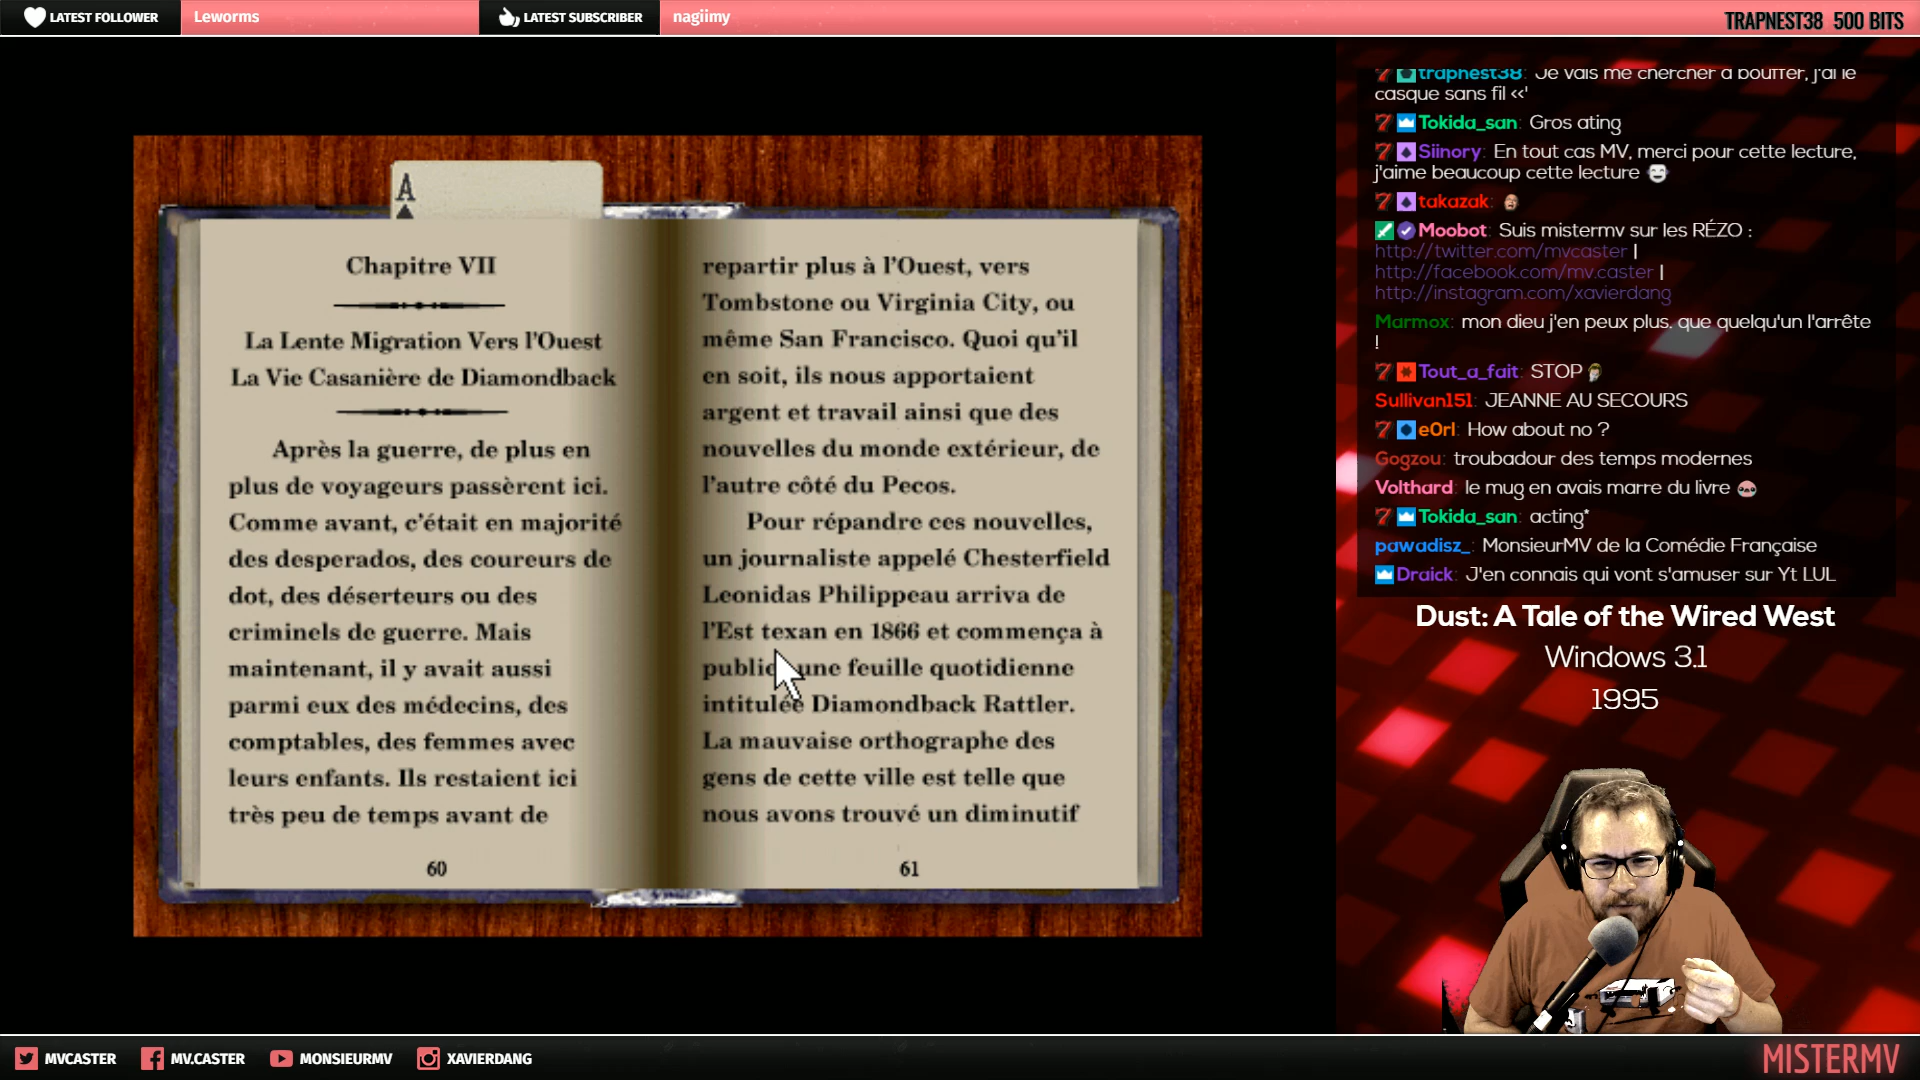 LATEST FOLLOWER
Leworms
LATEST SUBSCRIBER
nagiimy
TRAPNEST38 500 BITS
A
Chapitre VII
La Lente Migration Vers l'Ouest
La Vie Casanière de Diamondback
Après la guerre, de plus en
plus de voyageurs passèrent ici.
Comme avant, c'était en majorité
des desperados, des coureurs de
dot, des déserteurs ou des
criminels de guerre. Mais
maintenant, il y avait aussi
parmi eux des médecins, des
comptables, des femmes avec
leurs enfants. Ils restaient ici
très peu de temps avant de
60
repartir plus à l'Ouest, vers
Tombstone ou Virginia City, ou
même San Francisco. Quoi qu'il
en soit, ils nous apportaient
argent et travail ainsi que des
nouvelles du monde extérieur, de
l'autre côté du Pecos.
Pour répandre ces nouvelles,
un journaliste appelé Chesterfield
Leonidas Philippeau arriva de
l'Est texan en 1866 et commença à
une feuille quotidienne
intitulée Diamondback Rattler.
La mauvaise orthographe des
gens de cette ville est telle que
nous avons trouvé un diminutif
61
trapnest38: Je vais me chercher à bouffer, j'ai le
casque sans fil <<'
Tokida_san: Gros ating
Siinory: En tout cas MV, merci pour cette lecture,
j'aime beaucoup cette lecture
takazak:
Moobot: Suis mistermv sur les RÉZO :
http://twitter.com/mvcaster |
http://facebook.com/mv.caster |
http://instagram.com/xavierdang
Marmox: mon dieu j'en peux plus. que quelqu'un l'arrête
!
Tout_a_fait: STOP
Sullivan151: JEANNE AU SECOURS
e0rl: How about no ?
Gogzou: troubadour des temps modernes
Volthard le mug en avais marre du livre
Tokida_san: acting*
pawadisz_: MonsieurMV de la Comédie Française
Draick: J'en connais qui vont s'amuser sur Yt LUL
Dust: A Tale of the Wired West
Windows 3.1
1995
MVCASTER
MV.CASTER
MONSIEURMV
XAVIERDANG
MISTERMV